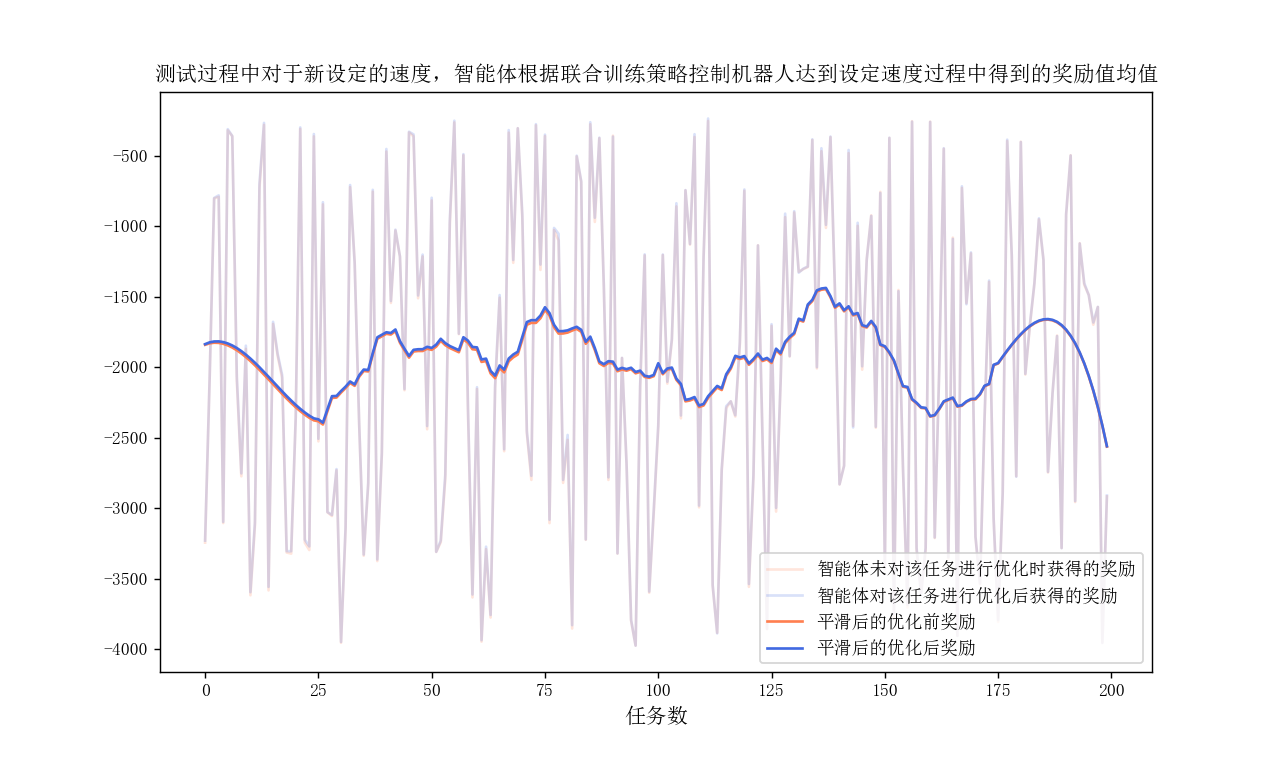 测试过程中对于新设定的速度，智能体根据联合训练策略控制机器人达到设定速度过程中得到的奖励值均值
−500
−1000
−1500
−2000
−2500
−3000
−3500
−4000
智能体未对该任务进行优化时获得的奖励
智能体对该任务进行优化后获得的奖励
平滑后的优化前奖励
平滑后的优化后奖励
0 25 50 75 100 125 150 175 200
任务数